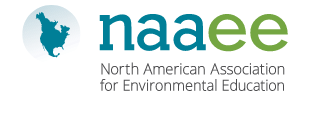 naaee
North American Association
for Environmental Education